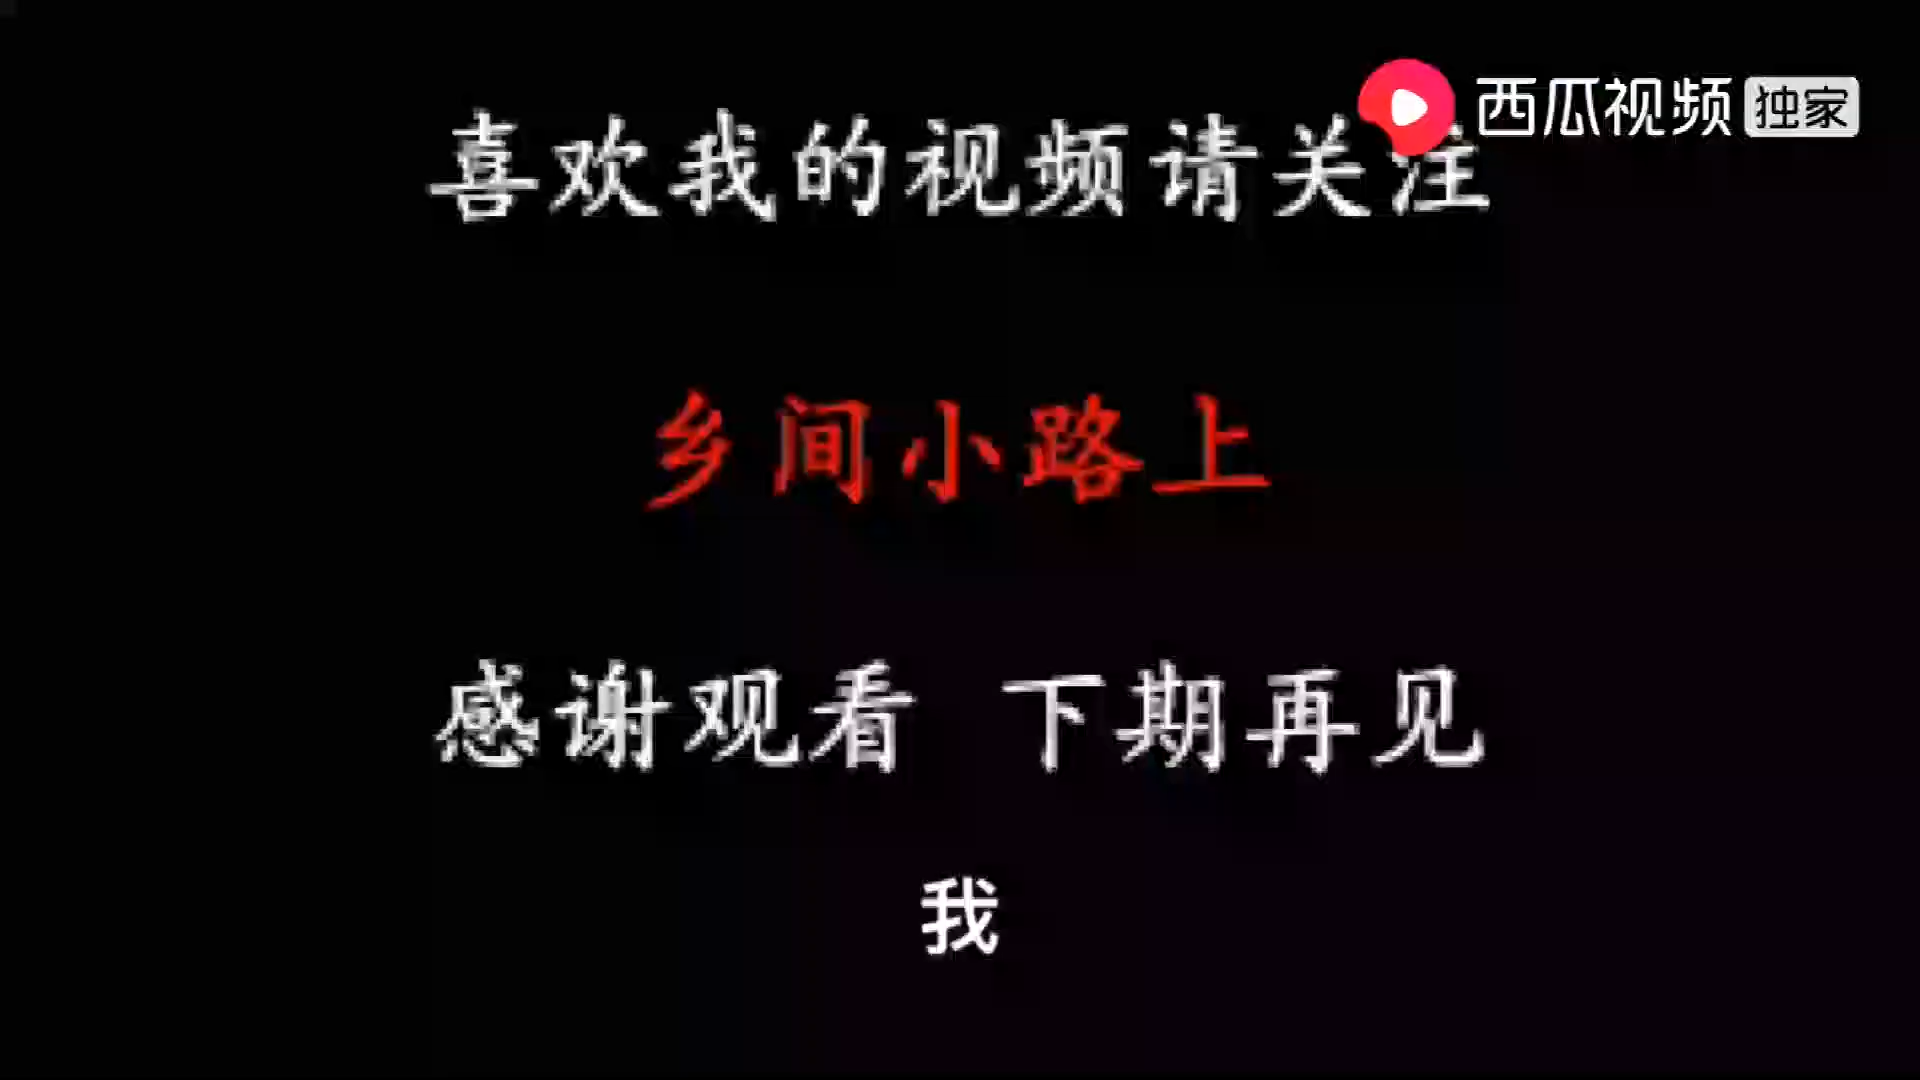 西瓜视频 独家
喜欢我的视频请关注
乡间小路上
感谢观看 下期再见
我